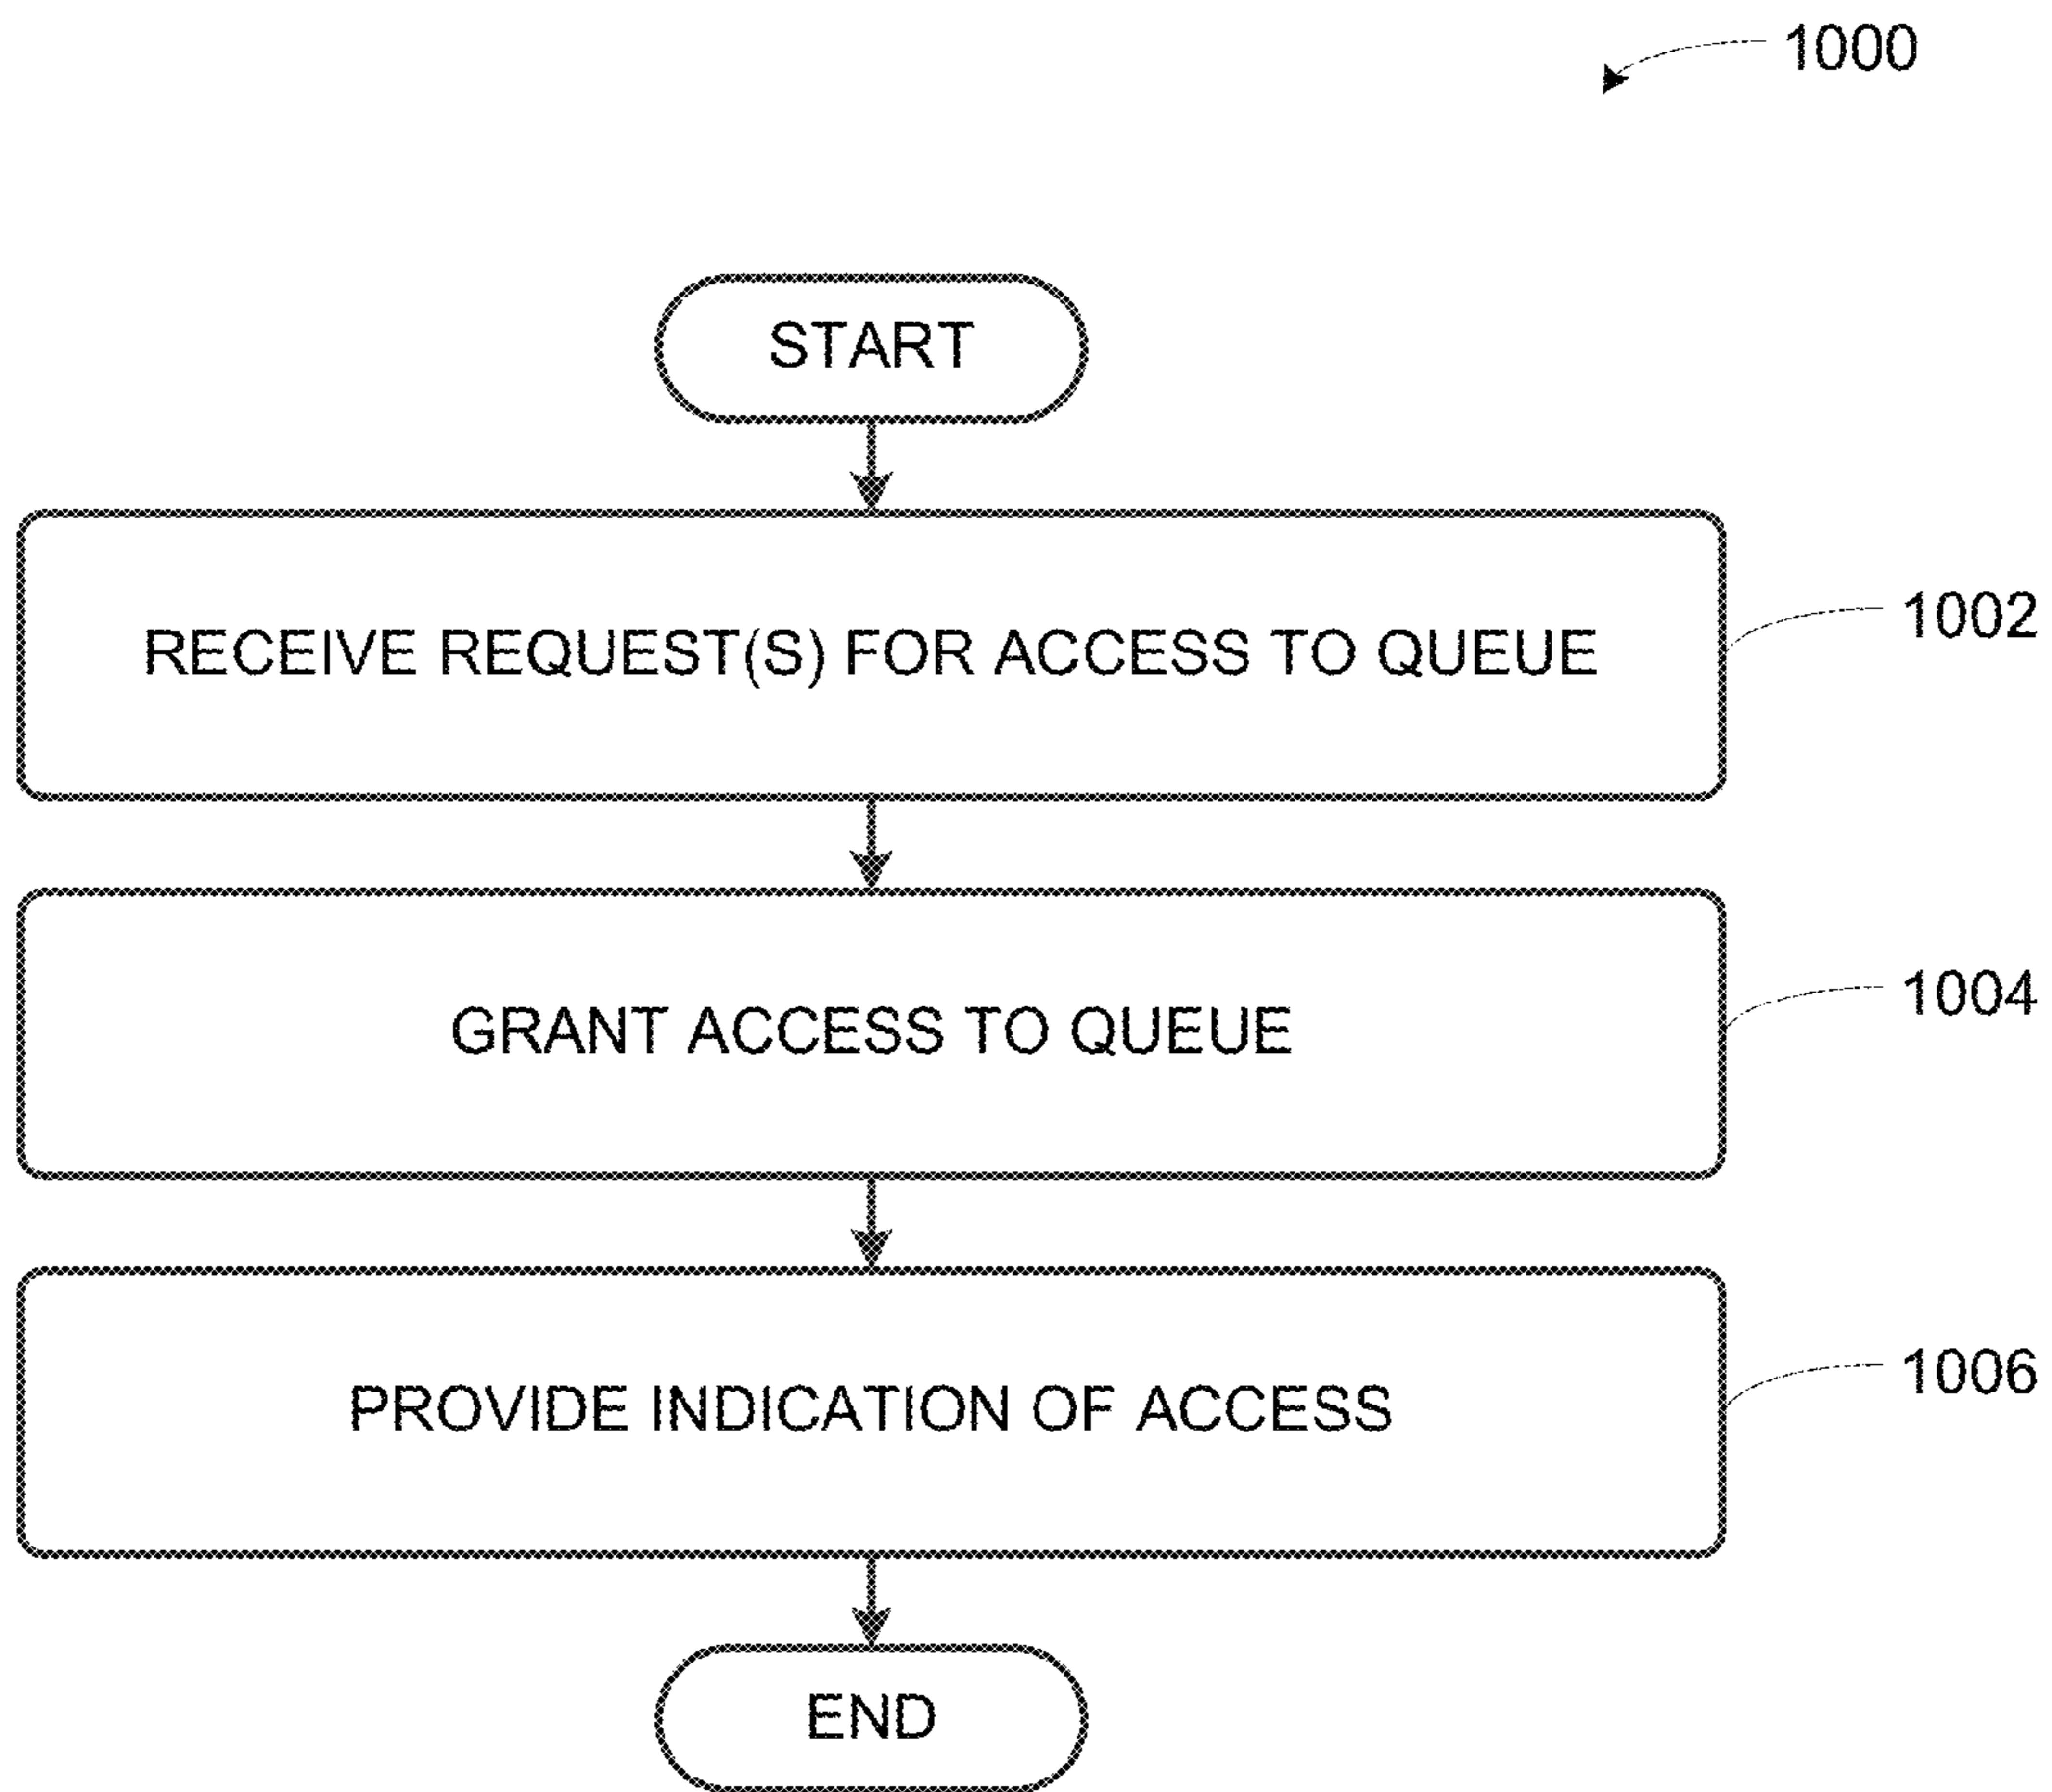 1000
START
RECEIVE REQUEST(S) FOR ACCESS TO QUEUE
1002
GRANT ACCESS TO QUEUE
1004
PROVIDE INDICATION OF ACCESS
1006
END